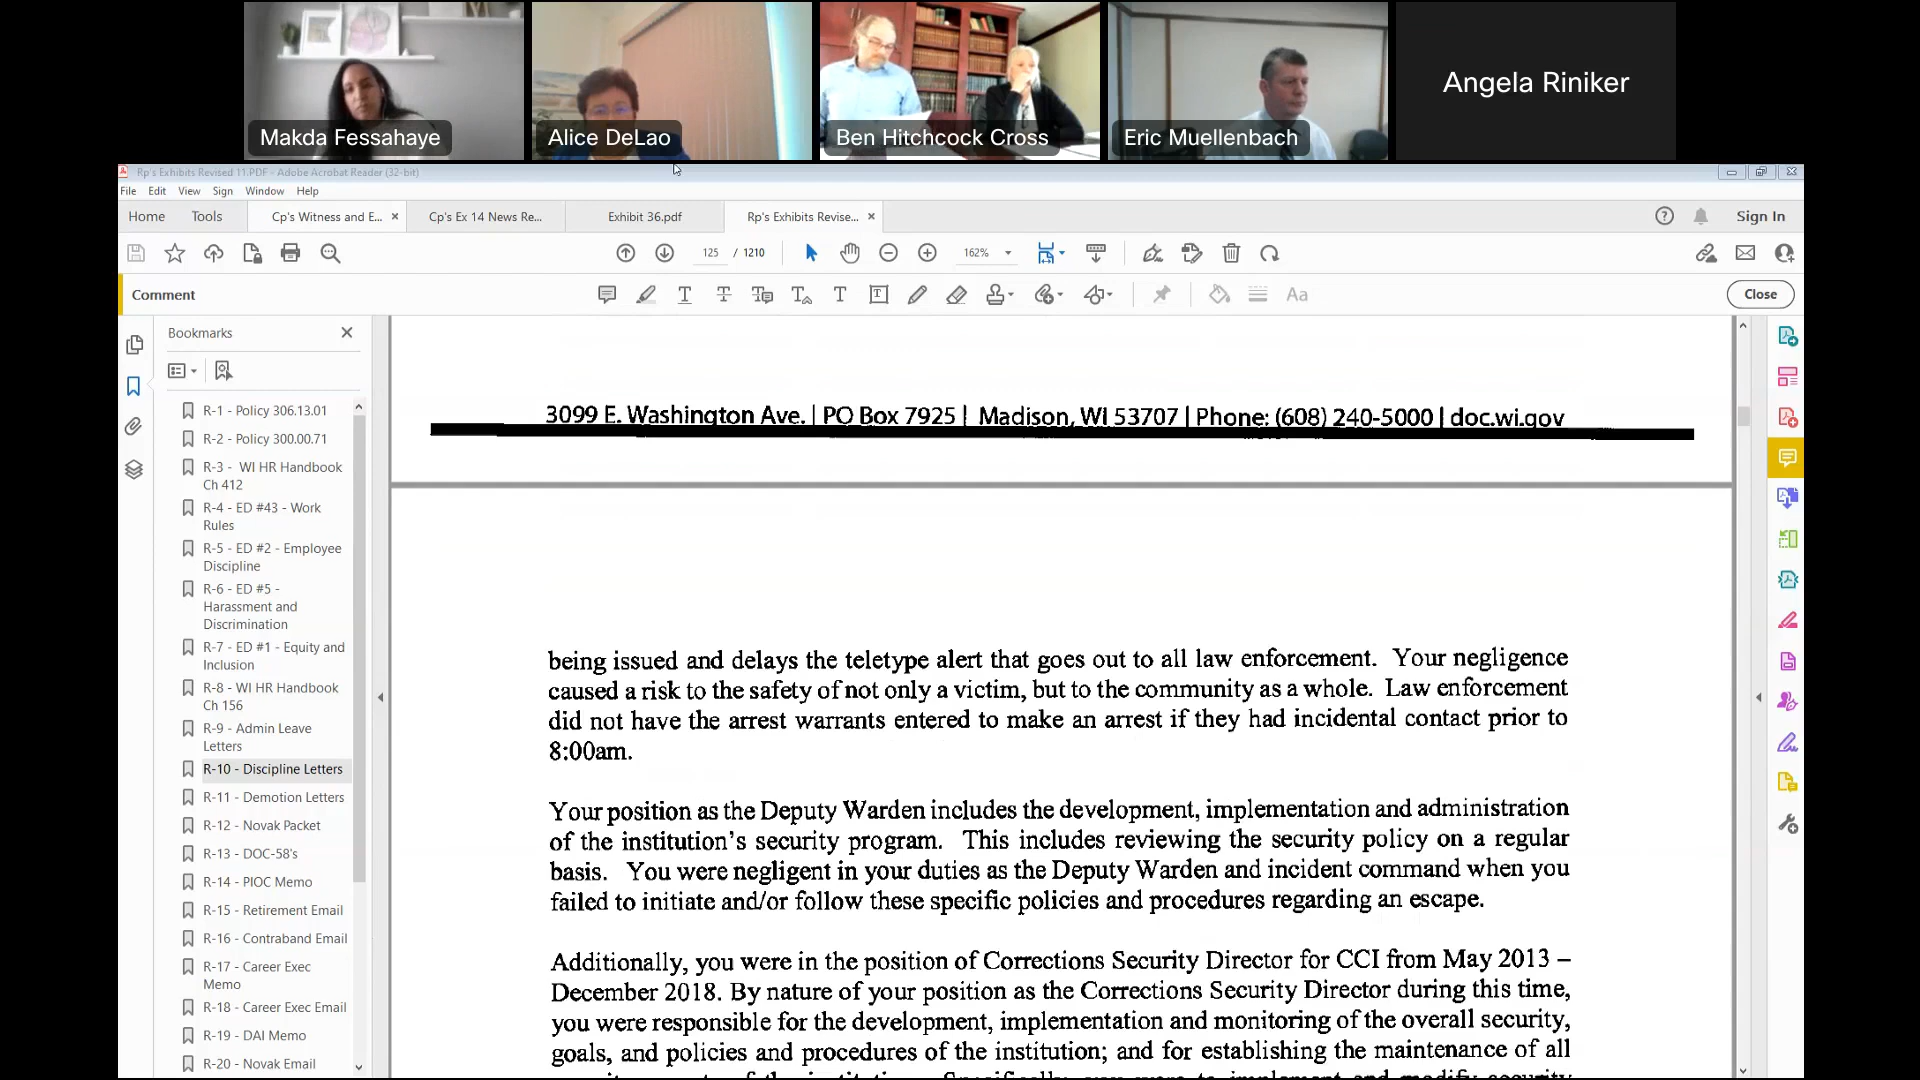 Angela Riniker
Makda Fessahaye
Alice DeLao
Ben Hitchcock Cross
Eric Muellenbach
Rp's Exhibits Revised 11.PDF - Adobe Acrobat Reader (32-bit)
File Edit View Sign Window Help
Home Tools Cp's Witness and E... × Cp's Ex 14 News Re... Exhibit 36.pdf Rp's Exhibits Revise... × Sign In
125 / 1210 162%
Comment Close
Bookmarks
R-1 - Policy 306.13.01
R-2 - Policy 300.00.71
R-3 - WI HR Handbook
Ch 412
R-4 - ED #43 - Work
Rules
R-5 - ED #2 - Employee
Discipline
R-6 - ED #5 -
Harassment and
Discrimination
R-7 - ED #1 - Equity and
Inclusion
R-8 - WI HR Handbook
Ch 156
R-9 - Admin Leave
Letters
R-10 - Discipline Letters
R-11 - Demotion Letters
R-12 - Novak Packet
R-13 - DOC-58's
R-14 - PIOC Memo
R-15 - Retirement Email
R-16 - Contraband Email
R-17 - Career Exec
Memo
R-18 - Career Exec Email
R-19 - DAI Memo
R-20 - Novak Email
3099 E. Washington Ave. | PO Box 7925 | Madison, WI 53707 | Phone: (608) 240-5000 | doc.wi.gov
being issued and delays the teletype alert that goes out to all law enforcement. Your negligence
caused a risk to the safety of not only a victim, but to the community as a whole. Law enforcement
did not have the arrest warrants entered to make an arrest if they had incidental contact prior to
8:00am.
Your position as the Deputy Warden includes the development, implementation and administration
of the institution's security program. This includes reviewing the security policy on a regular
basis. You were negligent in your duties as the Deputy Warden and incident command when you
failed to initiate and/or follow these specific policies and procedures regarding an escape.
Additionally, you were in the position of Corrections Security Director for CCI from May 2013 –
December 2018. By nature of your position as the Corrections Security Director during this time,
you were responsible for the development, implementation and monitoring of the overall security,
goals, and policies and procedures of the institution; and for establishing the maintenance of all